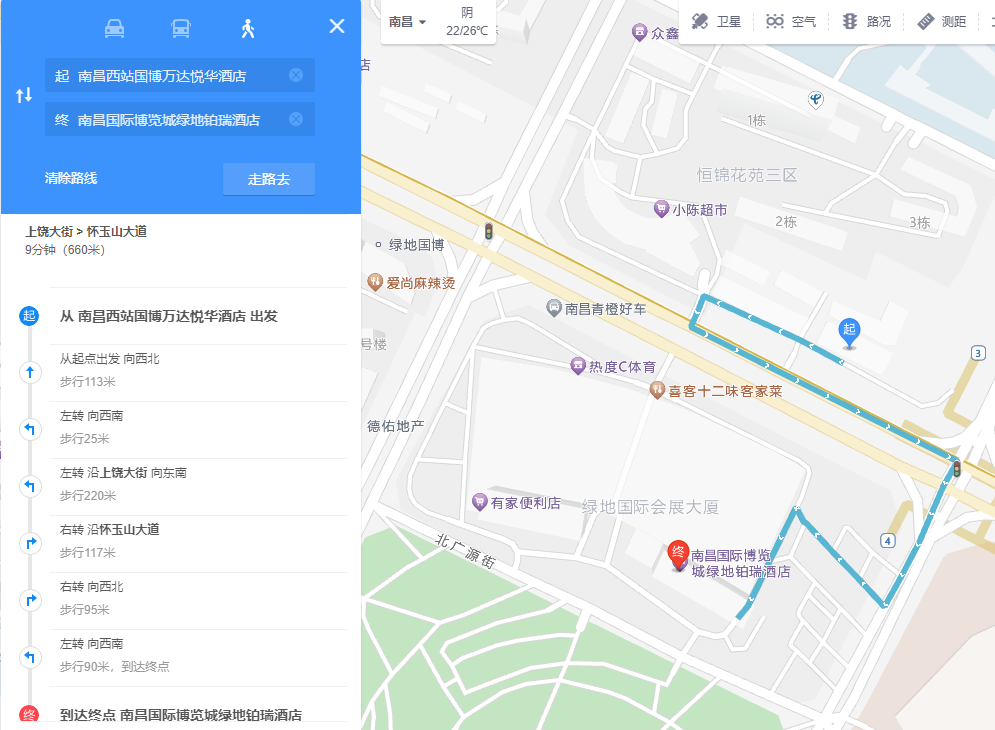 起 南昌西站国博万达悦华酒店
终 南昌国际博览城绿地铂瑞酒店
清除路线
走路去
上饶大街 > 怀玉山大道
9分钟（660米）
起
从 南昌西站国博万达悦华酒店 出发
从起点出发 向西北
步行113米
左转 向西南
步行25米
左转 沿上饶大街 向东南
步行220米
右转 沿怀玉山大道
步行117米
右转 向西北
步行95米
左转 向西南
步行90米，到达终点
终
到达终点 南昌国际博览城绿地铂瑞酒店
南昌
阴
22/26℃
卫星
空气
路况
测距
众鑫
店
1栋
恒锦花苑三区
小陈超市
2栋
3栋
绿地国博
爱尚麻辣烫
南昌青橙好车
起
号楼
3
热度C体育
喜客十二味客家菜
德佑地产
有家便利店
绿地国际会展大厦
4
北广源街
终
南昌国际博览
城绿地铂瑞酒店